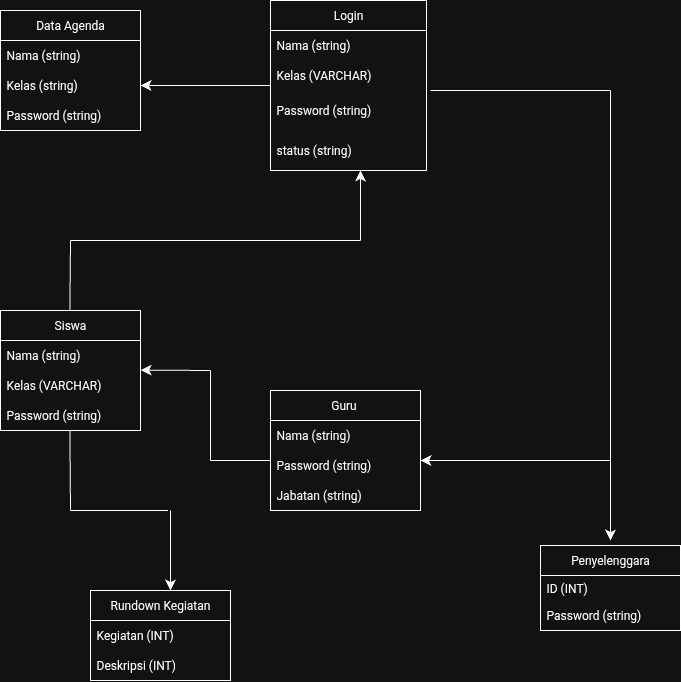 Data Agenda
Nama (string)
Kelas (string)
Password (string)
Login
Nama (string)
Kelas (VARCHAR)
Password (string)
status (string)
Siswa
Nama (string)
Kelas (VARCHAR)
Password (string)
Guru
Nama (string)
Password (string)
Jabatan (string)
Penyelenggara
ID (INT)
Password (string)
Rundown Kegiatan
Kegiatan (INT)
Deskripsi (INT)